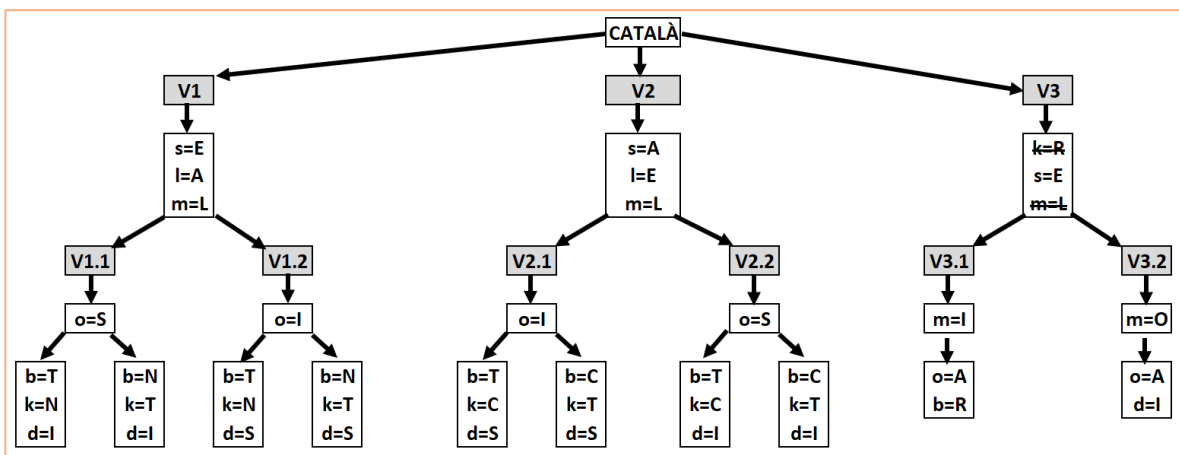 CATALÀ
V1
V2
V3
s=E
l=A
m=L
s=A
l=E
m=L
k=R
s=E
m=L
V1.1
V1.2
V2.1
V2.2
V3.1
V3.2
o=S
o=I
o=I
o=S
m=I
m=O
b=T
k=N
d=I
b=N
k=T
d=I
b=T
k=N
d=S
b=N
k=T
d=S
b=T
k=C
d=S
b=C
k=T
d=S
b=T
k=C
d=I
b=C
k=T
d=I
o=A
b=R
o=A
d=I